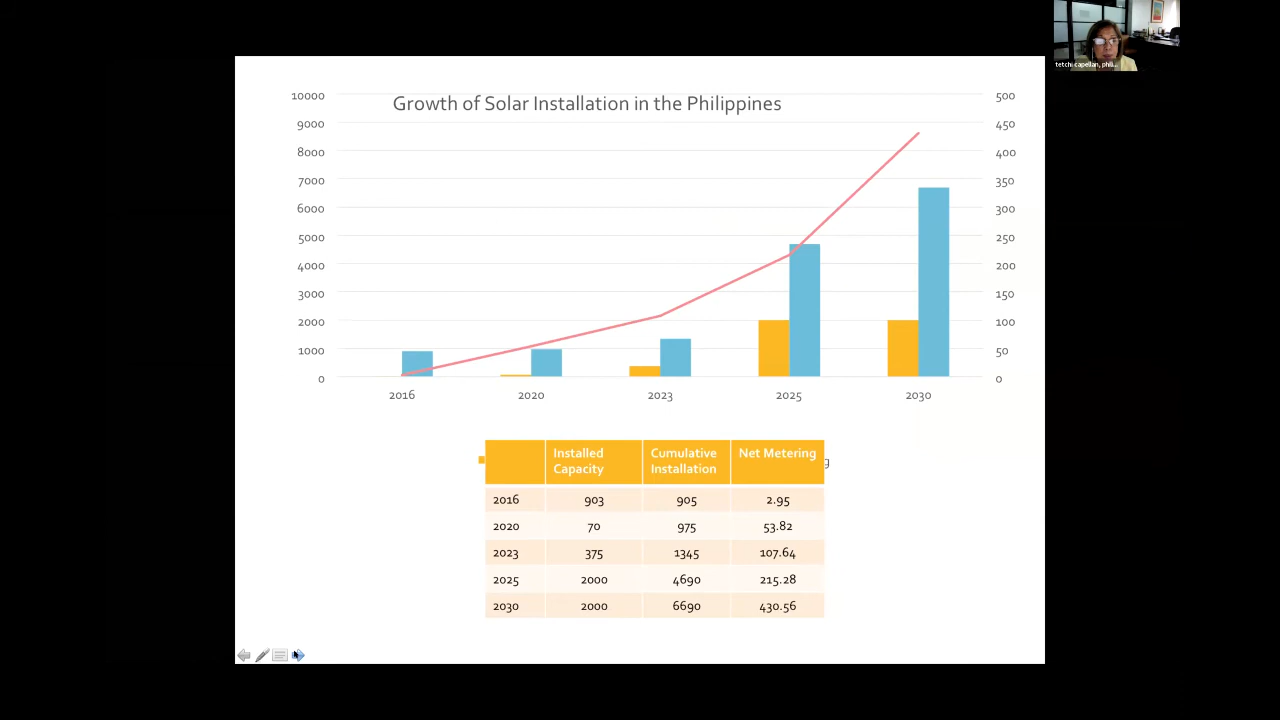 tetchi capellan, phili...
Growth of Solar Installation in the Philippines
10000
9000
8000
7000
6000
5000
4000
3000
2000
1000
0
500
450
400
350
300
250
200
150
100
50
0
2016 2020 2023 2025 2030
Installed Capacity Cumulative Installation Net Metering
2016 903 905 2.95
2020 70 975 53.82
2023 375 1345 107.64
2025 2000 4690 215.28
2030 2000 6690 430.56